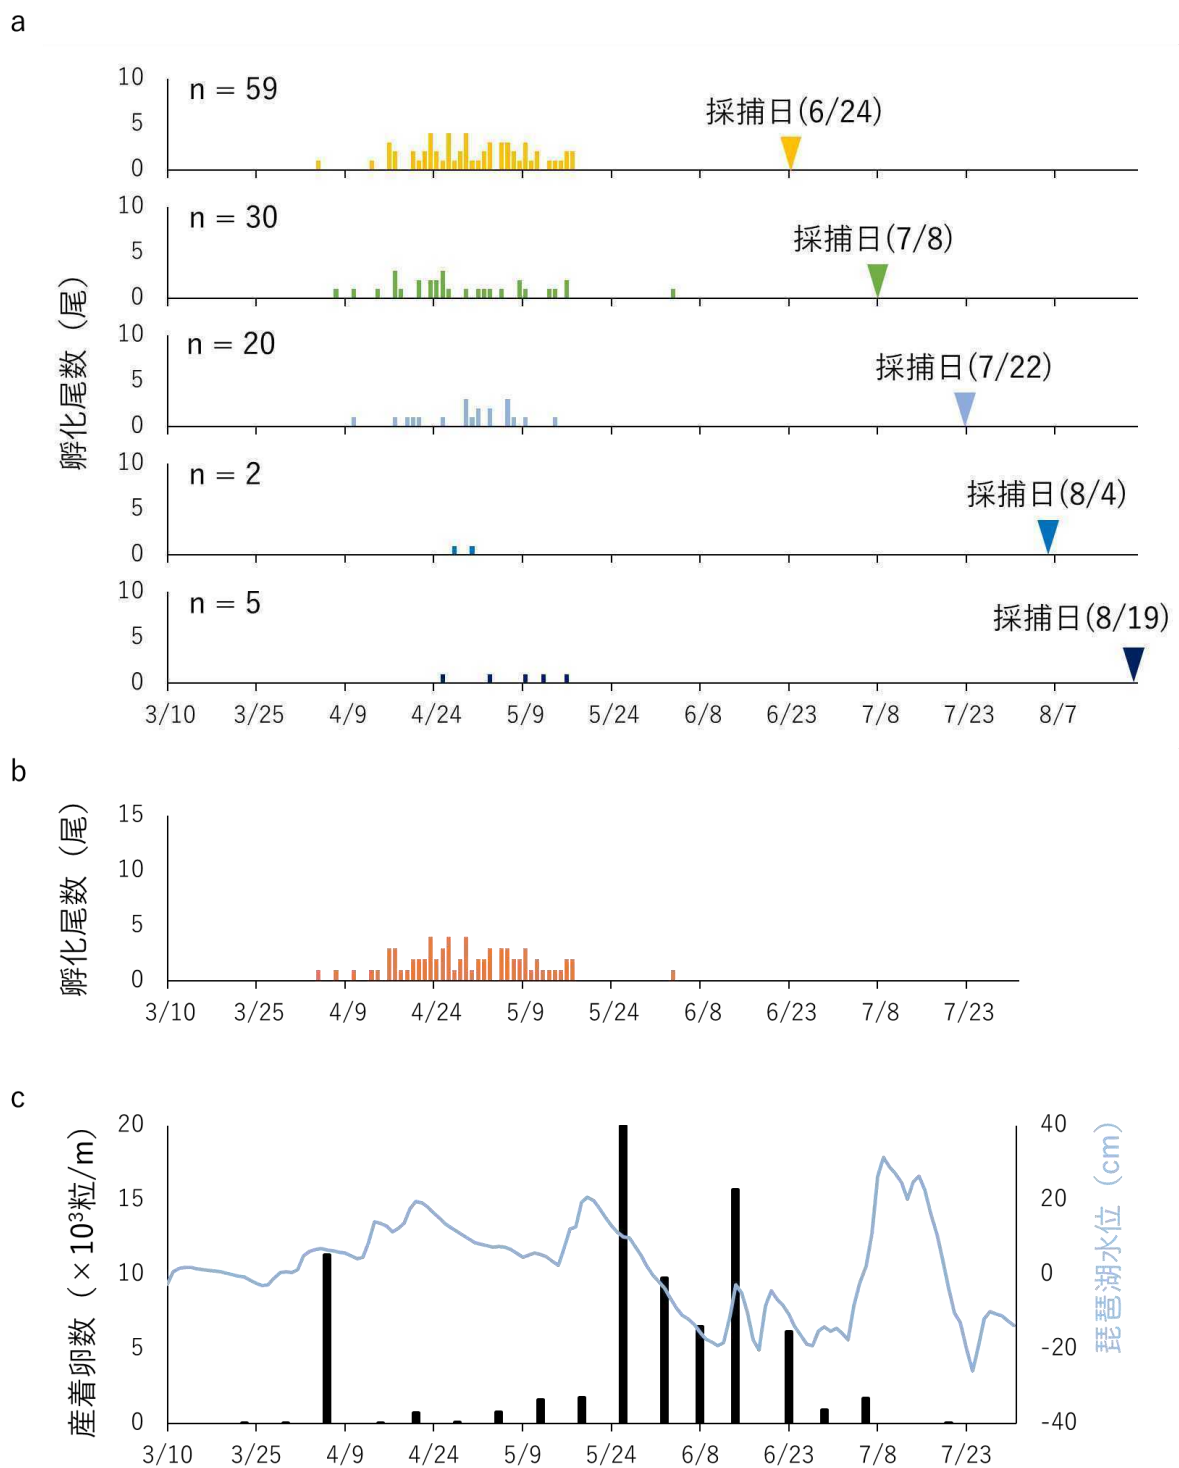 a
10
5
0
n = 59
採捕日(6/24)
10
5
0
n = 30
採捕日(7/8)
10
5
0
n = 20
採捕日(7/22)
10
5
0
n = 2
採捕日(8/4)
10
5
0
n = 5
採捕日(8/19)
孵化尾数（尾）
3/10 3/25 4/9 4/24 5/9 5/24 6/8 6/23 7/8 7/23 8/7
b
孵化尾数（尾）
15
10
5
0
3/10 3/25 4/9 4/24 5/9 5/24 6/8 6/23 7/8 7/23
c
産着卵数（×10³粒/m）
20
15
10
5
0
40
20
0
-20
-40
琵琶湖水位（cm）
3/10 3/25 4/9 4/24 5/9 5/24 6/8 6/23 7/8 7/23